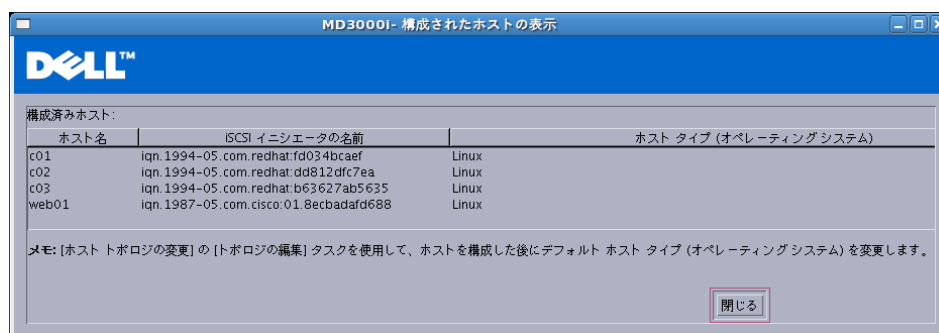 MD3000i- 構成されたホストの表示
DELL™
構成済みホスト:
ホスト名 iSCSI イニシエータの名前 ホスト タイプ (オペレーティング システム)
c01 iqn.1994-05.com.redhat:fd034bcaef Linux
c02 iqn.1994-05.com.redhat:dd812dfc7ea Linux
c03 iqn.1994-05.com.redhat:b63627ab5635 Linux
web01 iqn.1987-05.com.cisco:01.8ecbadafd688 Linux
メモ: [ホスト トポロジの変更] の [トポロジの編集] タスクを使用して、ホストを構成した後にデフォルト ホスト タイプ (オペレーティング システム) を変更します。
閉じる